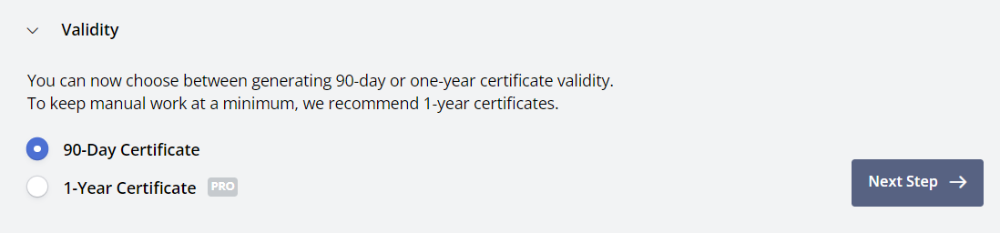 Validity
You can now choose between generating 90-day or one-year certificate validity.
To keep manual work at a minimum, we recommend 1-year certificates.
90-Day Certificate
1-Year Certificate PRO
Next Step →